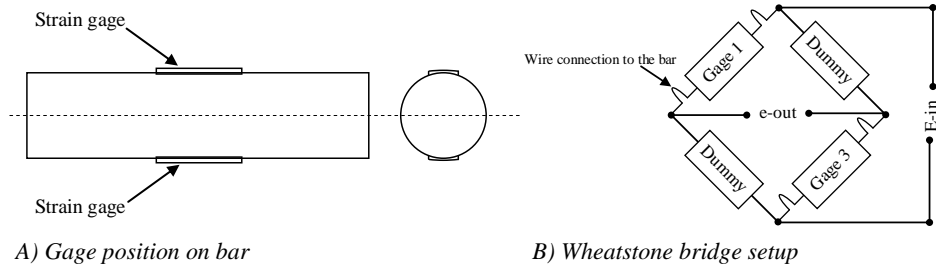 Strain gage
Strain gage
A) Gage position on bar
Wire connection to the bar
Gage 1
Dummy
e-out
E-in
Dummy
Gage 3
B) Wheatstone bridge setup